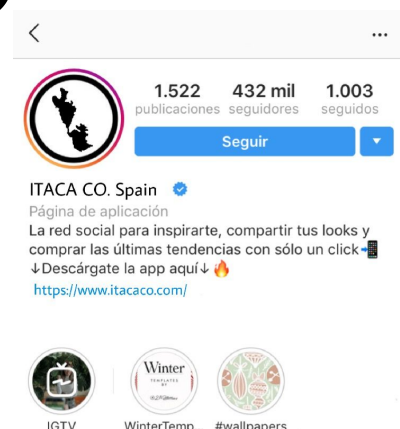 1.522 432 mil 1.003
publicaciones seguidores seguidos
Seguir
ITACA CO. Spain
Página de aplicación
La red social para inspirarte, compartir tus looks y
comprar las últimas tendencias con sólo un click📲
↓Descárgate la app aquí↓🔥
https://www.itacaco.com/
Winter
TEMPLATES
BY
IGTV WinterTemp... #wallpapers